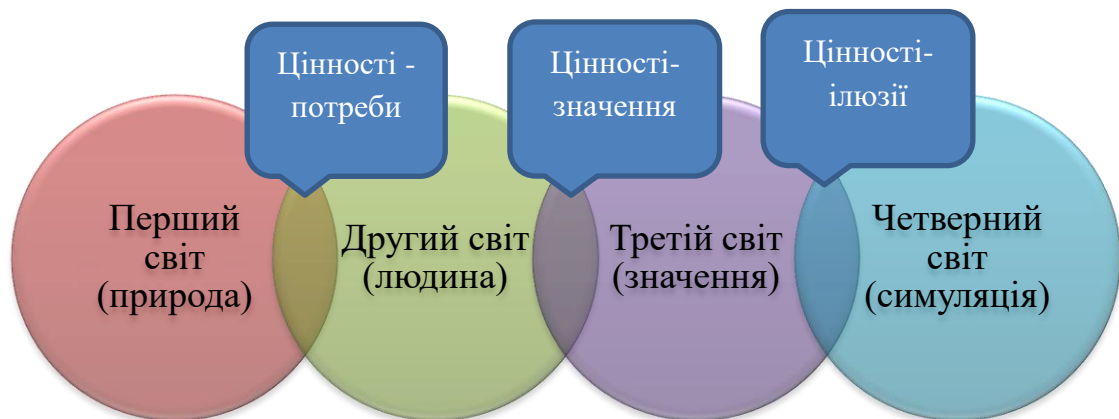 Цінності -
потреби
Цінності-
значення
Цінності-
ілюзії
Перший
світ
(природа)
Другий світ
(людина)
Третій світ
(значення)
Четверний
світ
(симуляція)